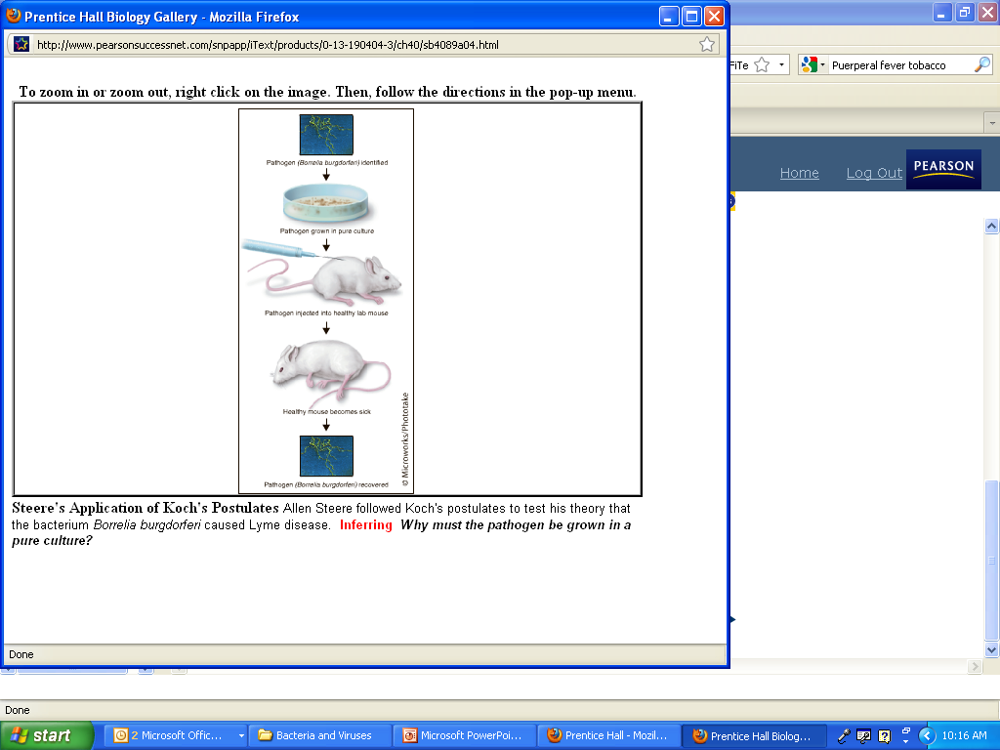 Prentice Hall Biology Gallery - Mozilla Firefox
http://www.pearsonsuccessnet.com/snpapp/iText/products/0-13-190404-3/ch40/sb4089a04.html
FiTe
Puerperal fever tobacco
To zoom in or zoom out, right click on the image. Then, follow the directions in the pop-up menu.
Home
Log Out
PEARSON
Pathogen (Borrelia burgdorferi) identified
Pathogen grown in pure culture
Pathogen injected into healthy lab mouse
Healthy mouse becomes sick
Pathogen (Borrelia burgdorferi) recovered
© Microworks/Phototake
Steere's Application of Koch's Postulates Allen Steere followed Koch's postulates to test his theory that
the bacterium Borrelia burgdorferi caused Lyme disease. Inferring Why must the pathogen be grown in a
pure culture?
Done
Done
start
2 Microsoft Offic...
Bacteria and Viruses
Microsoft PowerPoi...
Prentice Hall - Mozil...
Prentice Hall Biolog...
10:16 AM